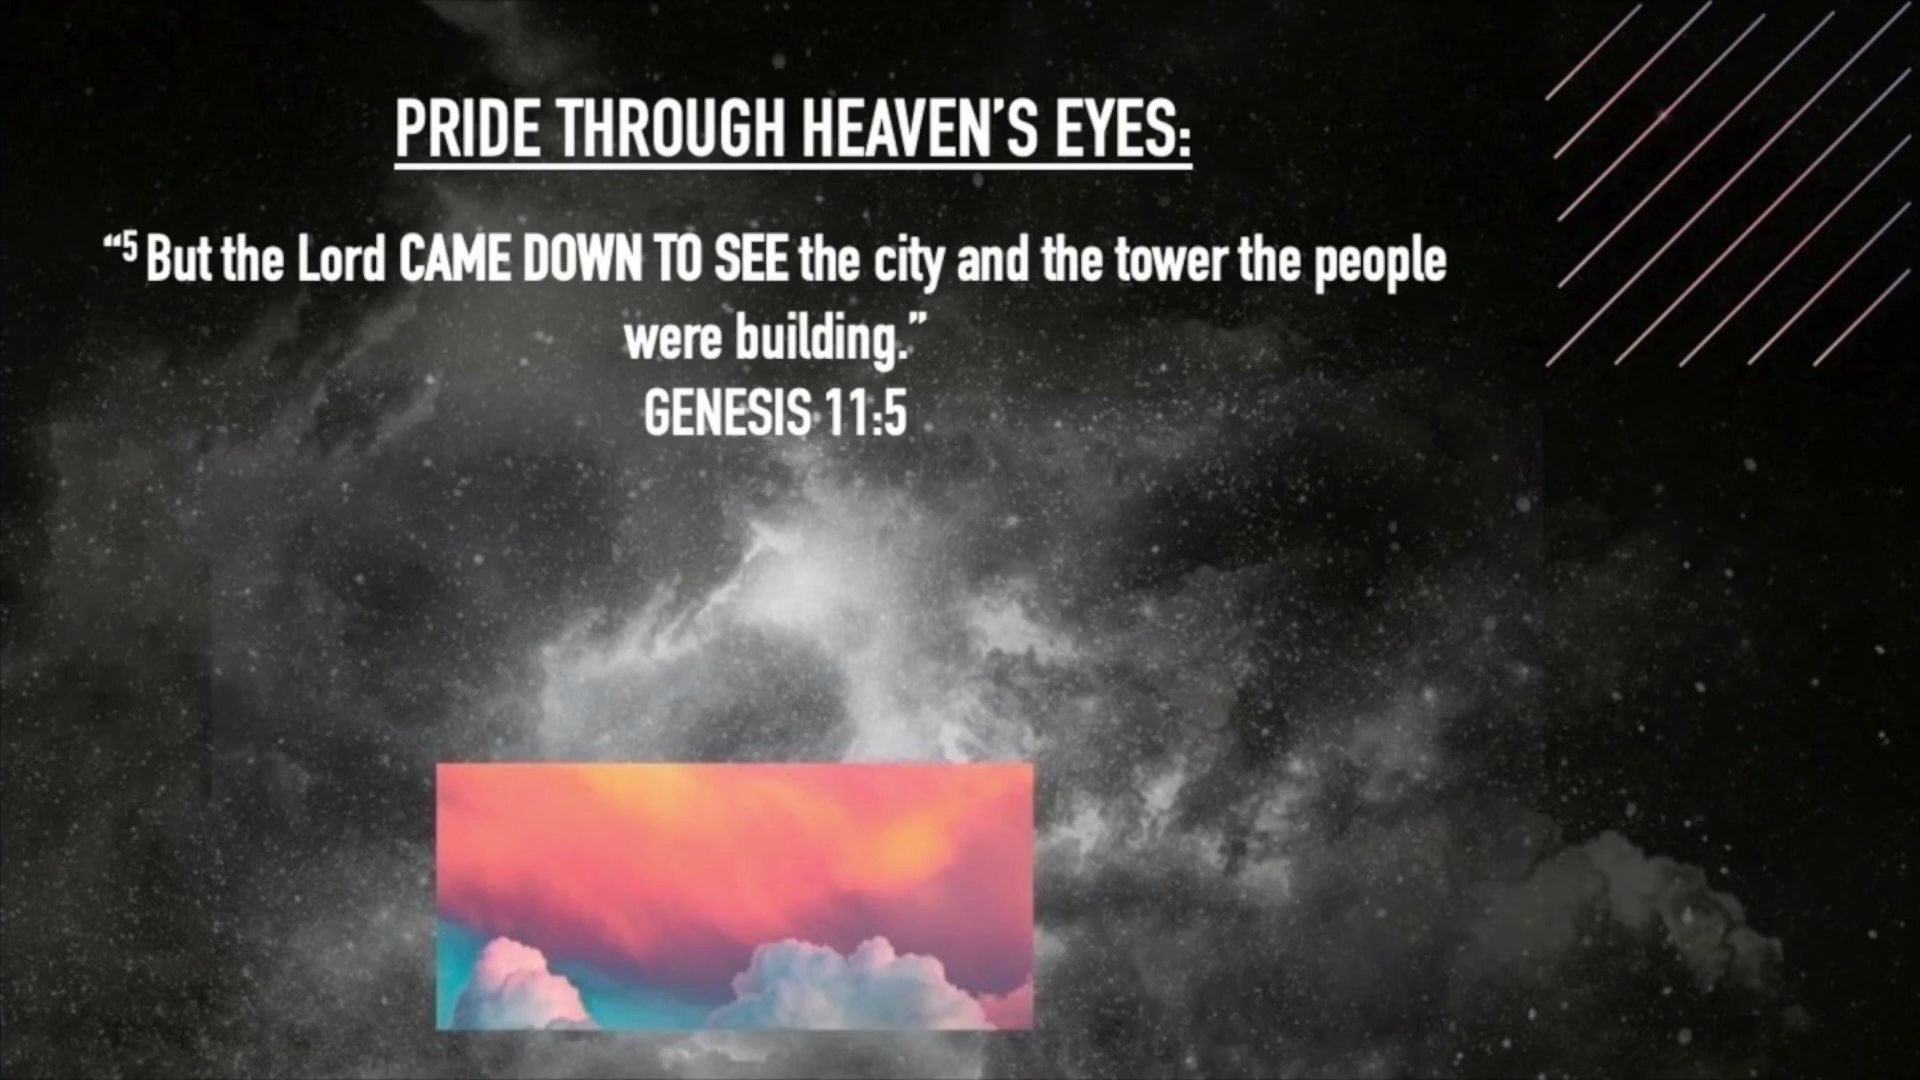 PRIDE THROUGH HEAVEN’S EYES:
“⁵ But the Lord CAME DOWN TO SEE the city and the tower the people
were building.”
GENESIS 11:5